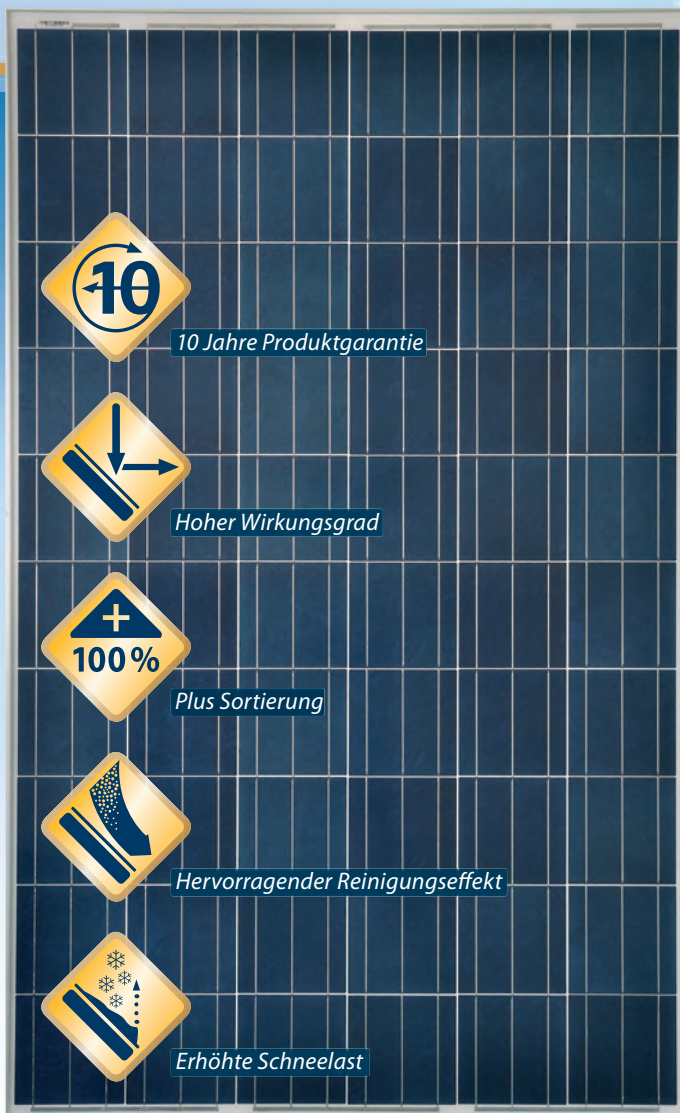 10
10 Jahre Produktgarantie
Hoher Wirkungsgrad
+
100 %
Plus Sortierung
Hervorragender Reinigungseffekt
Erhöhte Schneelast